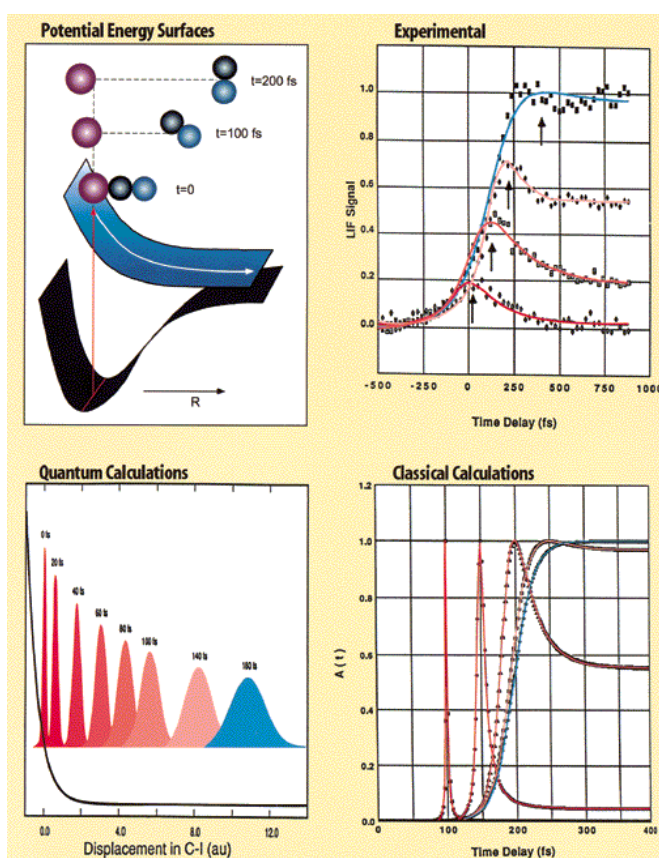 Potential Energy Surfaces
t=200 fs
t=100 fs
t=0
R
Experimental
1.0
0.8
0.6
0.4
0.2
0.0
LIF Signal
-500 -250 0 250 500 750 1000
Time Delay (fs)
Quantum Calculations
0 fs
20 fs
40 fs
60 fs
80 fs
100 fs
140 fs
180 fs
0.0 4.0 8.0 12.0
Displacement in C-I (au)
Classical Calculations
1.2
1.0
0.8
0.6
0.4
0.2
0.0
A(t)
0 100 200 300 400
Time Delay (fs)